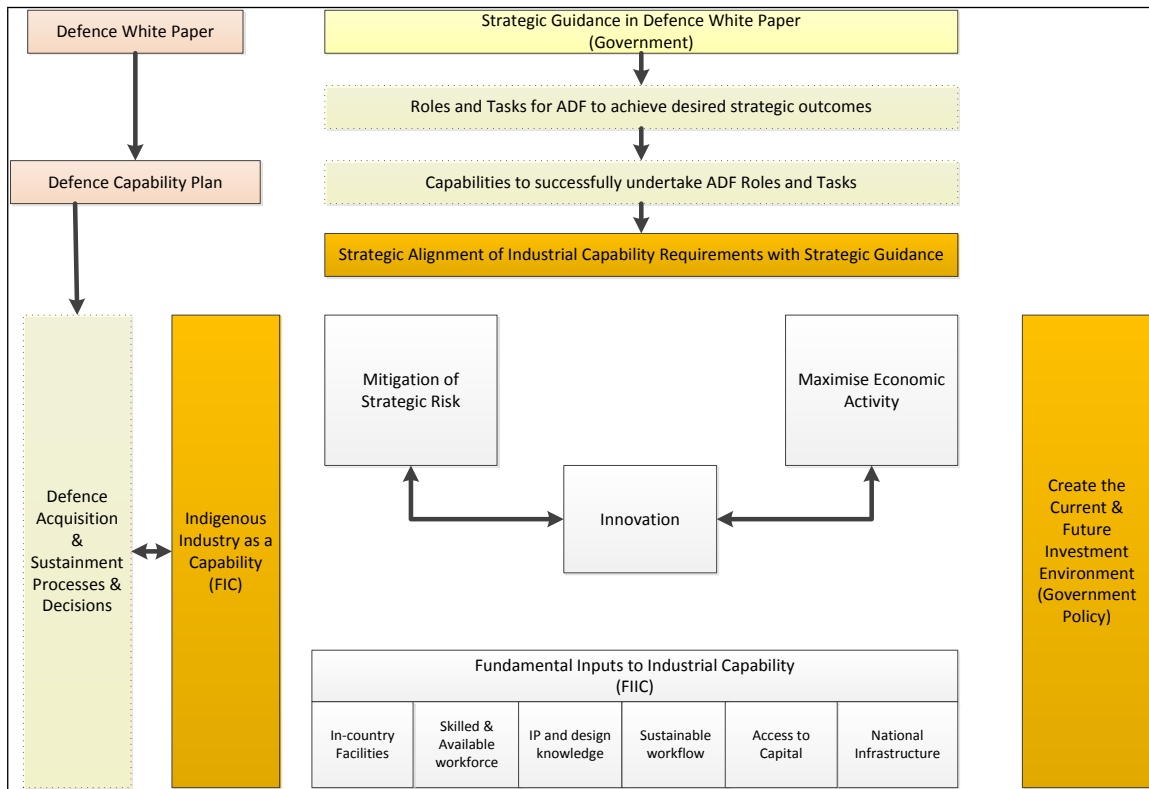 Defence White Paper
Strategic Guidance in Defence White Paper
(Government)
Roles and Tasks for ADF to achieve desired strategic outcomes
Defence Capability Plan
Capabilities to successfully undertake ADF Roles and Tasks
Strategic Alignment of Industrial Capability Requirements with Strategic Guidance
Defence
Acquisition
&
Sustainment
Processes &
Decisions
Indigenous
Industry as a
Capability
(FIC)
Mitigation of
Strategic Risk
Maximise Economic
Activity
Innovation
Create the
Current &
Future
Investment
Environment
(Government
Policy)
Fundamental Inputs to Industrial Capability
(FIIC)
In-country
Facilities
Skilled &
Available
workforce
IP and design
knowledge
Sustainable
workflow
Access to
Capital
National
Infrastructure